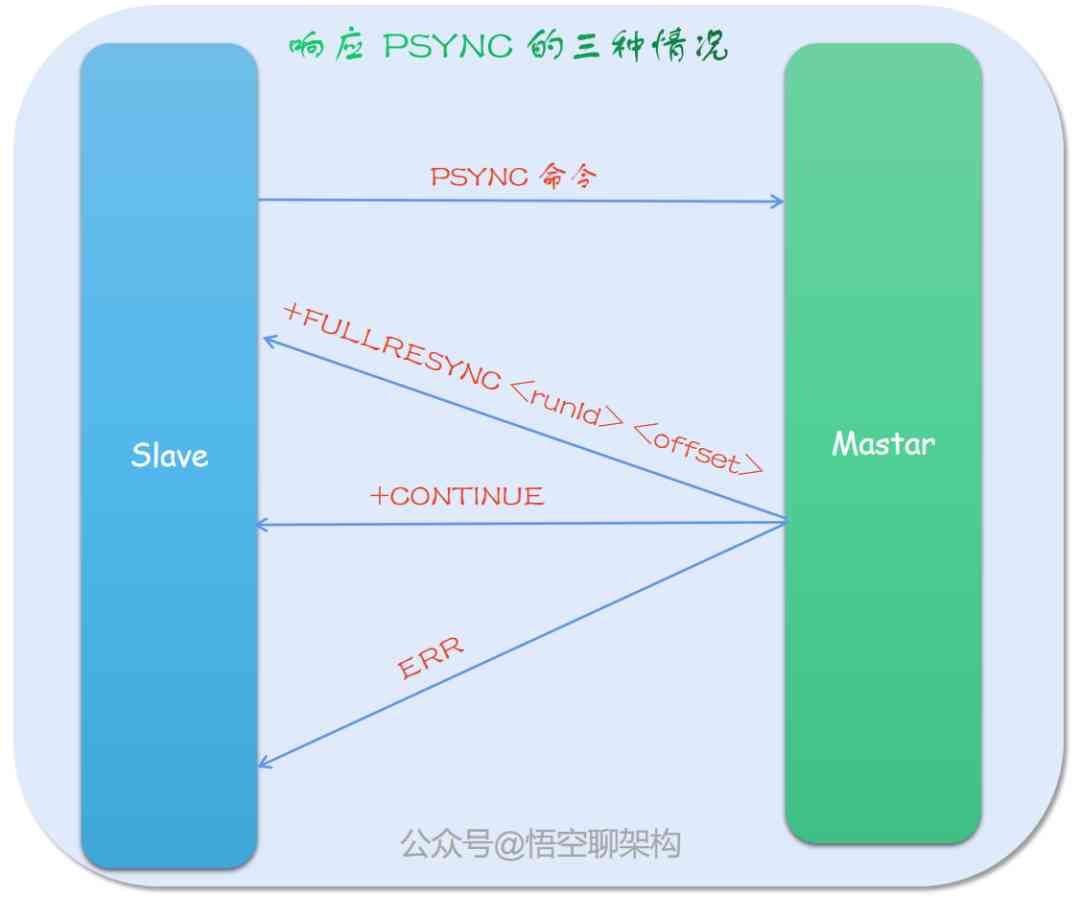 响应 PSYNC 的三种情况
PSYNC 命令
+FULLRESYNC <runId> <offset>
Slave
Mastar
+CONTINUE
ERR
公众号@悟空聊架构